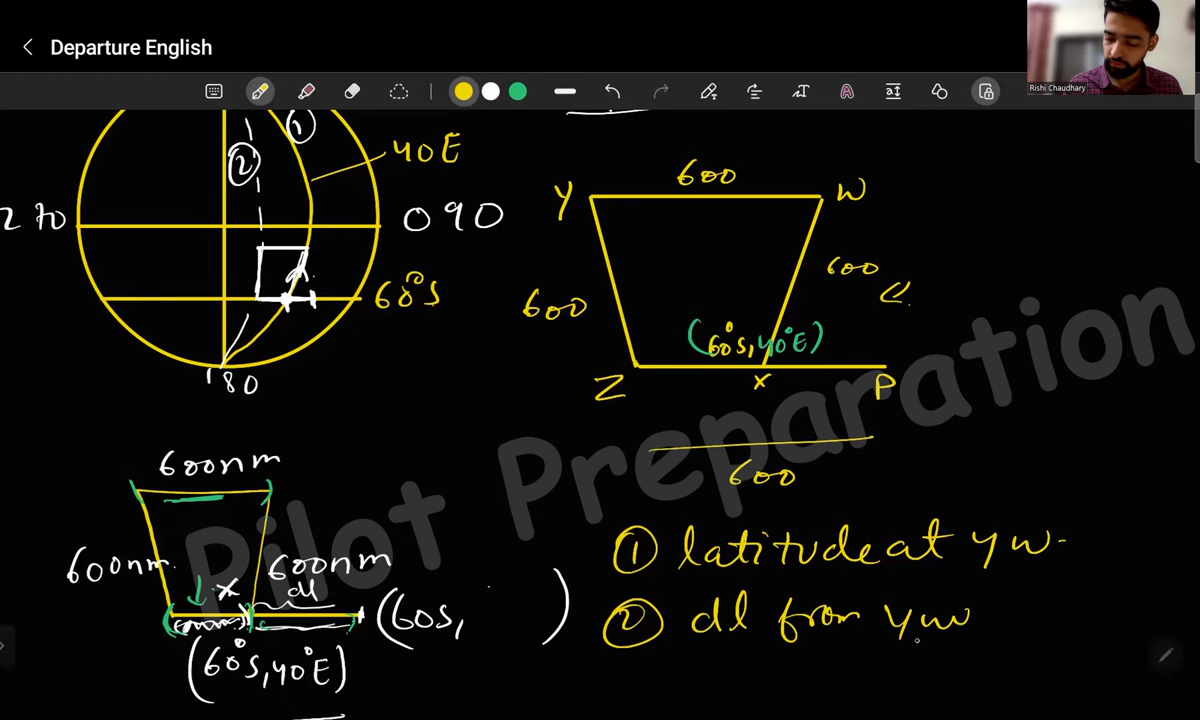 Departure English
Rishi Chaudhary
①
②
40E
270
090
60°S
180
600
Y
W
600
600
(60°S, 40°E)
Z
X
P
600
Pilot Preparation
600nm
600nm
600nm
X
dl
(60S, )
(60°S, 40°E)
① latitude at yw
② dl from yw